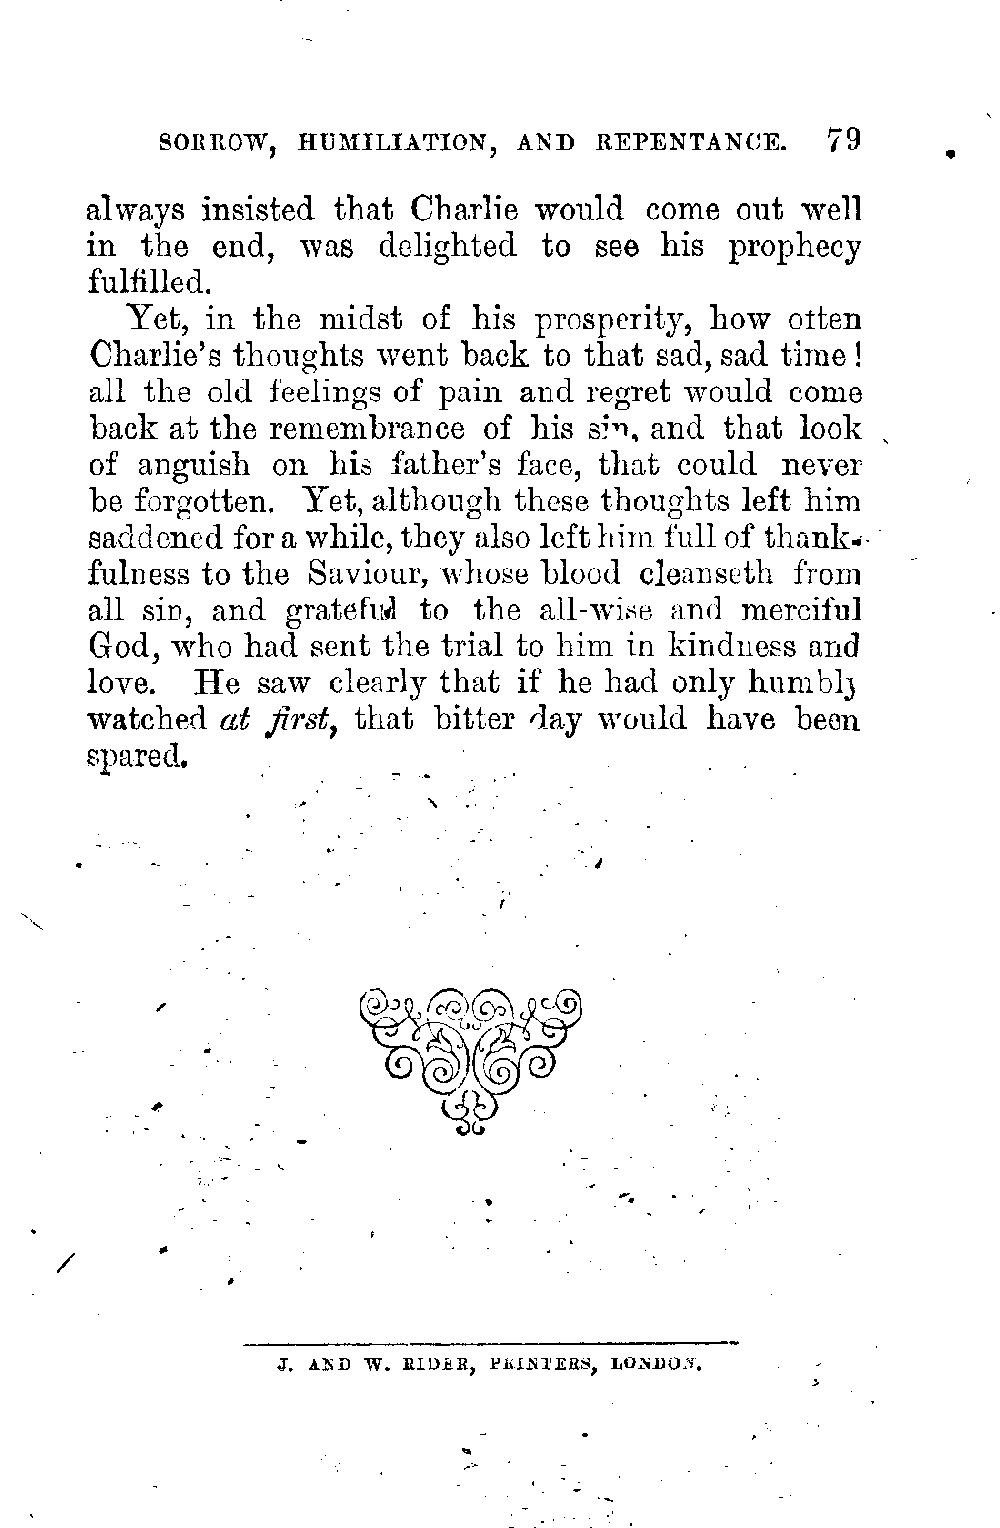 SORROW, HUMILIATION, AND REPENTANCE. 79
always insisted that Charlie would come out well
in the end, was delighted to see his prophecy
fulfilled.
Yet, in the midst of his prosperity, how often
Charlie's thoughts went back to that sad, sad time!
all the old feelings of pain and regret would come
back at the remembrance of his sin, and that look
of anguish on his father's face, that could never
be forgotten. Yet, although these thoughts left him
saddened for a while, they also left him full of thank-
fulness to the Saviour, whose blood cleanseth from
all sin, and grateful to the all-wise and merciful
God, who had sent the trial to him in kindness and
love. He saw clearly that if he had only humbly
watched at first, that bitter day would have been
spared.
J. AND W. RIDER, PRINTERS, LONDON.